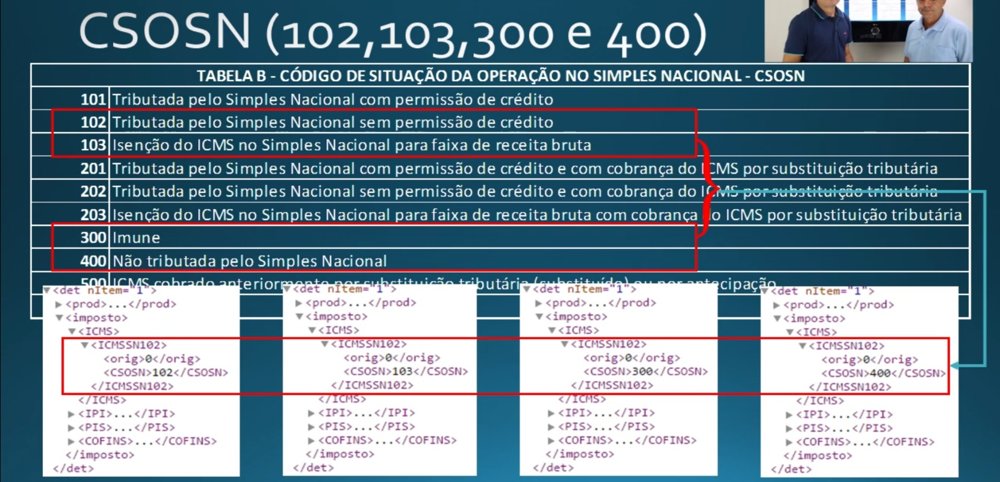 CSOSN (102,103,300 e 400)
TABELA B - CÓDIGO DE SITUAÇÃO DA OPERAÇÃO NO SIMPLES NACIONAL - CSOSN
101 Tributada pelo Simples Nacional com permissão de crédito
102 Tributada pelo Simples Nacional sem permissão de crédito
103 Isenção do ICMS no Simples Nacional para faixa de receita bruta
201 Tributada pelo Simples Nacional com permissão de crédito e com cobrança do ICMS por substituição tributária
202 Tributada pelo Simples Nacional sem permissão de crédito e com cobrança do ICMS por substituição tributária
203 Isenção do ICMS no Simples Nacional para faixa de receita bruta com cobrança do ICMS por substituição tributária
300 Imune
400 Não tributada pelo Simples Nacional
500 ICMS cobrado anteriormente por substituição tributária (substituído) ou por antecipação
<det nItem="1">
<prod>...</prod>
<imposto>
<ICMS>
<ICMSSN102>
<orig>0</orig>
<CSOSN>102</CSOSN>
</ICMSSN102>
</ICMS>
<IPI>...</IPI>
<PIS>...</PIS>
<COFINS>...</COFINS>
</imposto>
</det>
<det nItem="1">
<prod>...</prod>
<imposto>
<ICMS>
<ICMSSN102>
<orig>0</orig>
<CSOSN>103</CSOSN>
</ICMSSN102>
</ICMS>
<IPI>...</IPI>
<PIS>...</PIS>
<COFINS>...</COFINS>
</imposto>
</det>
<det nItem="1">
<prod>...</prod>
<imposto>
<ICMS>
<ICMSSN102>
<orig>0</orig>
<CSOSN>300</CSOSN>
</ICMSSN102>
</ICMS>
<IPI>...</IPI>
<PIS>...</PIS>
<COFINS>...</COFINS>
</imposto>
</det>
<det nItem="1">
<prod>...</prod>
<imposto>
<ICMS>
<ICMSSN102>
<orig>0</orig>
<CSOSN>400</CSOSN>
</ICMSSN102>
</ICMS>
<IPI>...</IPI>
<PIS>...</PIS>
<COFINS>...</COFINS>
</imposto>
</det>